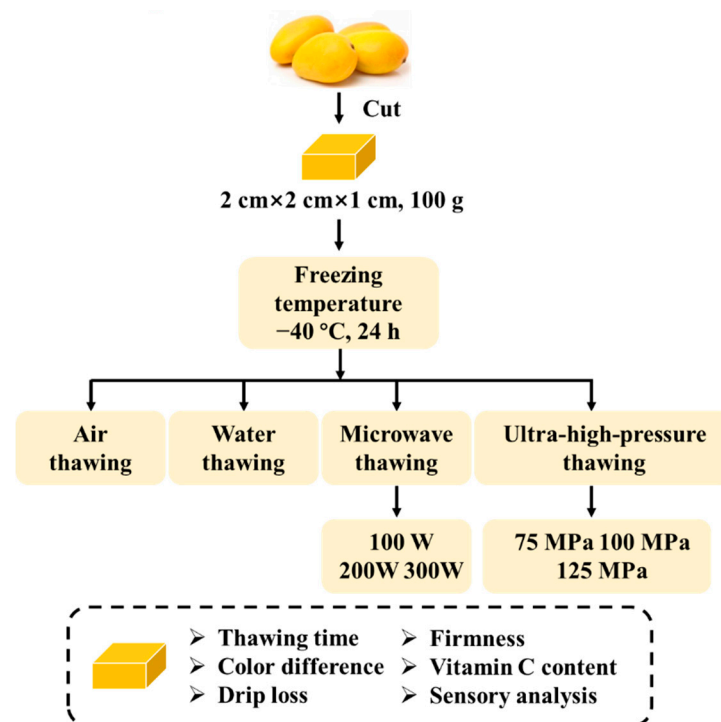 Cut
2 cm×2 cm×1 cm, 100 g
Freezing
temperature
−40 °C, 24 h
Air
thawing
Water
thawing
Microwave
thawing
Ultra-high-pressure
thawing
100 W
200W 300W
75 MPa 100 MPa
125 MPa
➢ Thawing time
➢ Color difference
➢ Drip loss
➢ Firmness
➢ Vitamin C content
➢ Sensory analysis